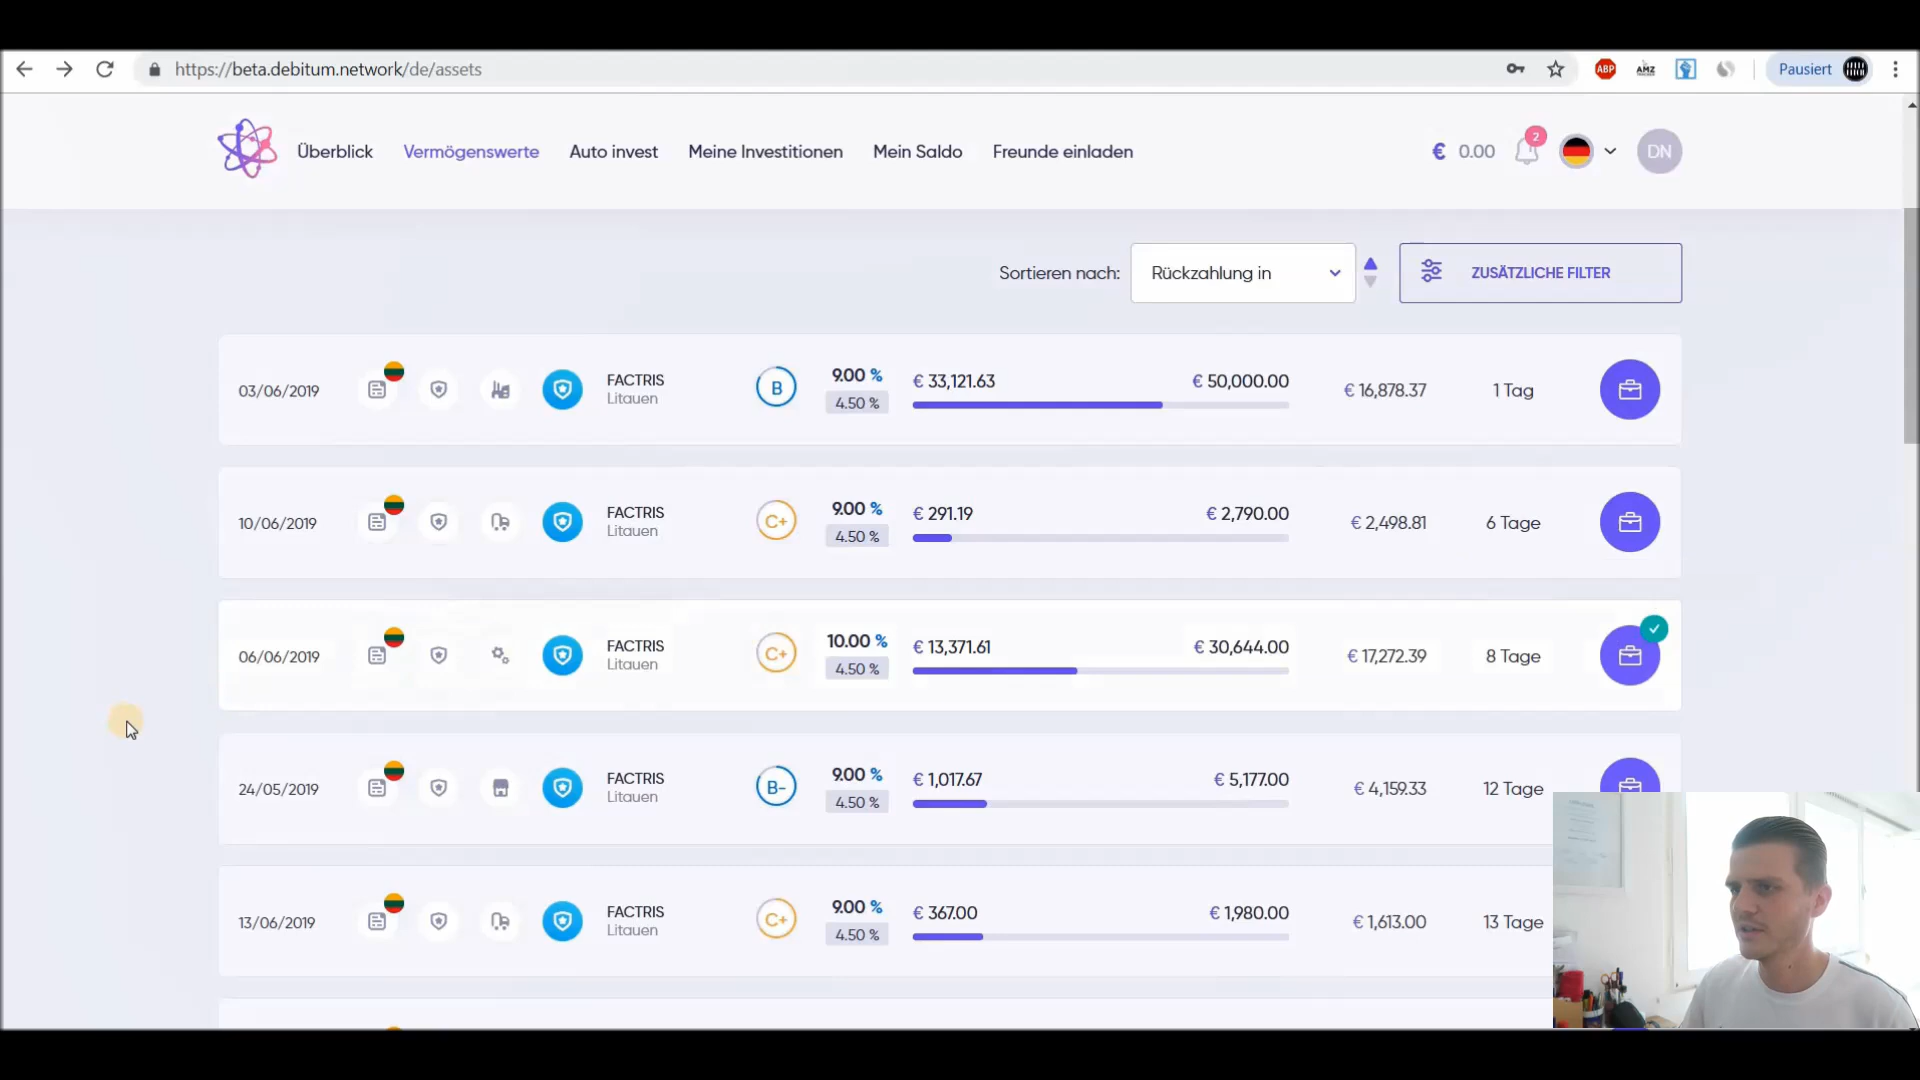 https://beta.debitum.network/de/assets
ABP
AMZ
Pausiert
Überblick Vermögenswerte Auto invest Meine Investitionen Mein Saldo Freunde einladen
€ 0.00 2 DN
Sortieren nach: Rückzahlung in ZUSÄTZLICHE FILTER
03/06/2019 FACTRIS Litauen B 9.00 % 4.50 % € 33,121.63 € 50,000.00 € 16,878.37 1 Tag
10/06/2019 FACTRIS Litauen C+ 9.00 % 4.50 % € 291.19 € 2,790.00 € 2,498.81 6 Tage
06/06/2019 FACTRIS Litauen C+ 10.00 % 4.50 % € 13,371.61 € 30,644.00 € 17,272.39 8 Tage
24/05/2019 FACTRIS Litauen B- 9.00 % 4.50 % € 1,017.67 € 5,177.00 € 4,159.33 12 Tage
13/06/2019 FACTRIS Litauen C+ 9.00 % 4.50 % € 367.00 € 1,980.00 € 1,613.00 13 Tage